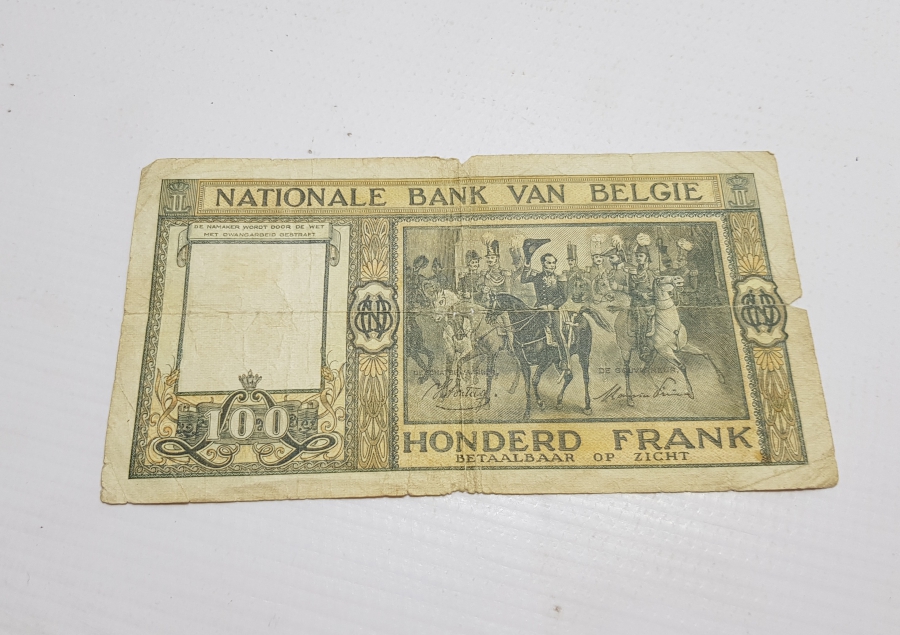 NATIONALE BANK VAN BELGIE
DE NAMAKER WORDT DOOR DE WET
MET DWANGARBEID GESTRAFT
DE GOUVERNEUR,
100
HONDERD FRANK
BETAALBAAR OP ZICHT